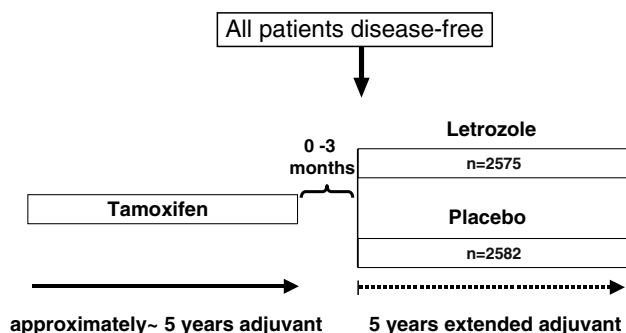 All patients disease-free
Letrozole
0 -3
months
n=2575
Tamoxifen
Placebo
n=2582
approximately~ 5 years adjuvant
5 years extended adjuvant